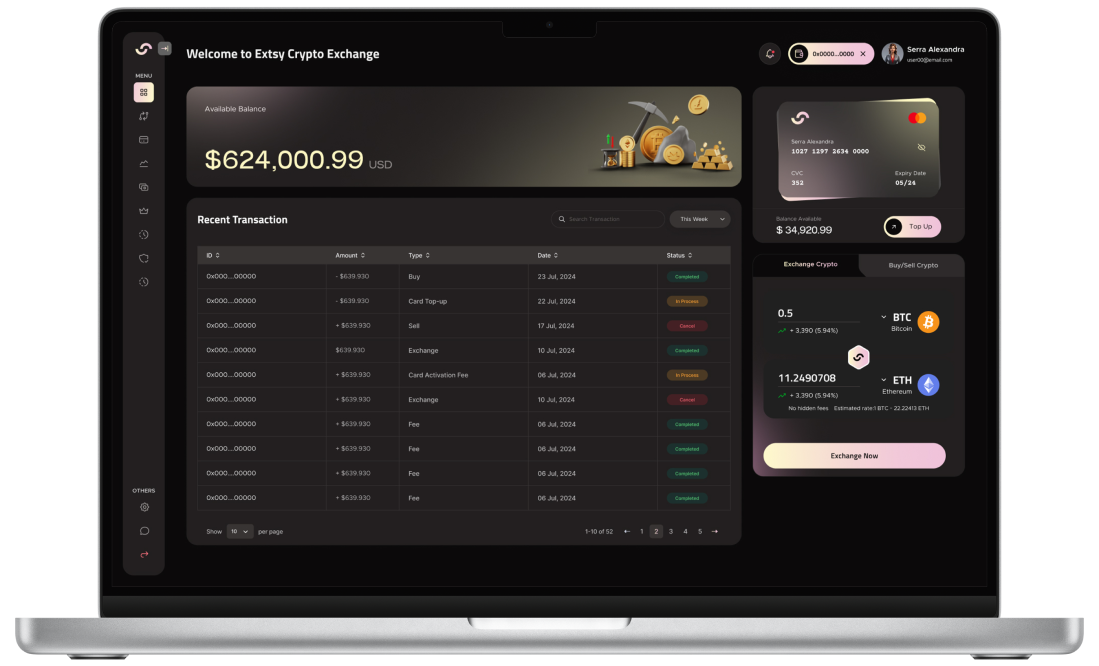 Welcome to Extsy Crypto Exchange
0x0000...0000 ×
Serra Alexandra
user00@email.com
MENU
OTHERS
Available Balance
$624,000.99 USD
Recent Transaction
Search Transaction
This Week
ID Amount Type Date Status
0x000...00000 - $639.930 Buy 23 Jul, 2024 Completed
0x000...00000 - $639.930 Card Top-up 22 Jul, 2024 In Process
0x000...00000 + $639.930 Sell 17 Jul, 2024 Cancel
0x000...00000 $639.930 Exchange 10 Jul, 2024 Completed
0x000...00000 + $639.930 Card Activation Fee 06 Jul, 2024 In Process
0x000...00000 + $639.930 Exchange 10 Jul, 2024 Cancel
0x000...00000 + $639.930 Fee 06 Jul, 2024 Completed
0x000...00000 + $639.930 Fee 06 Jul, 2024 Completed
0x000...00000 + $639.930 Fee 06 Jul, 2024 Completed
0x000...00000 + $639.930 Fee 06 Jul, 2024 Completed
Show 10 per page
1-10 of 52 ← 1 2 3 4 5 →
Serra Alexandra
1027 1297 2634 0000
CVC Expiry Date
352 05/24
Balance Available
$ 34,920.99
Top Up
Exchange Crypto Buy/Sell Crypto
0.5 BTC
Bitcoin
+ 3,390 (5.94%)
11.2490708 ETH
Ethereum
+ 3,390 (5.94%)
No hidden fees Estimated rate:1 BTC - 22.22413 ETH
Exchange Now